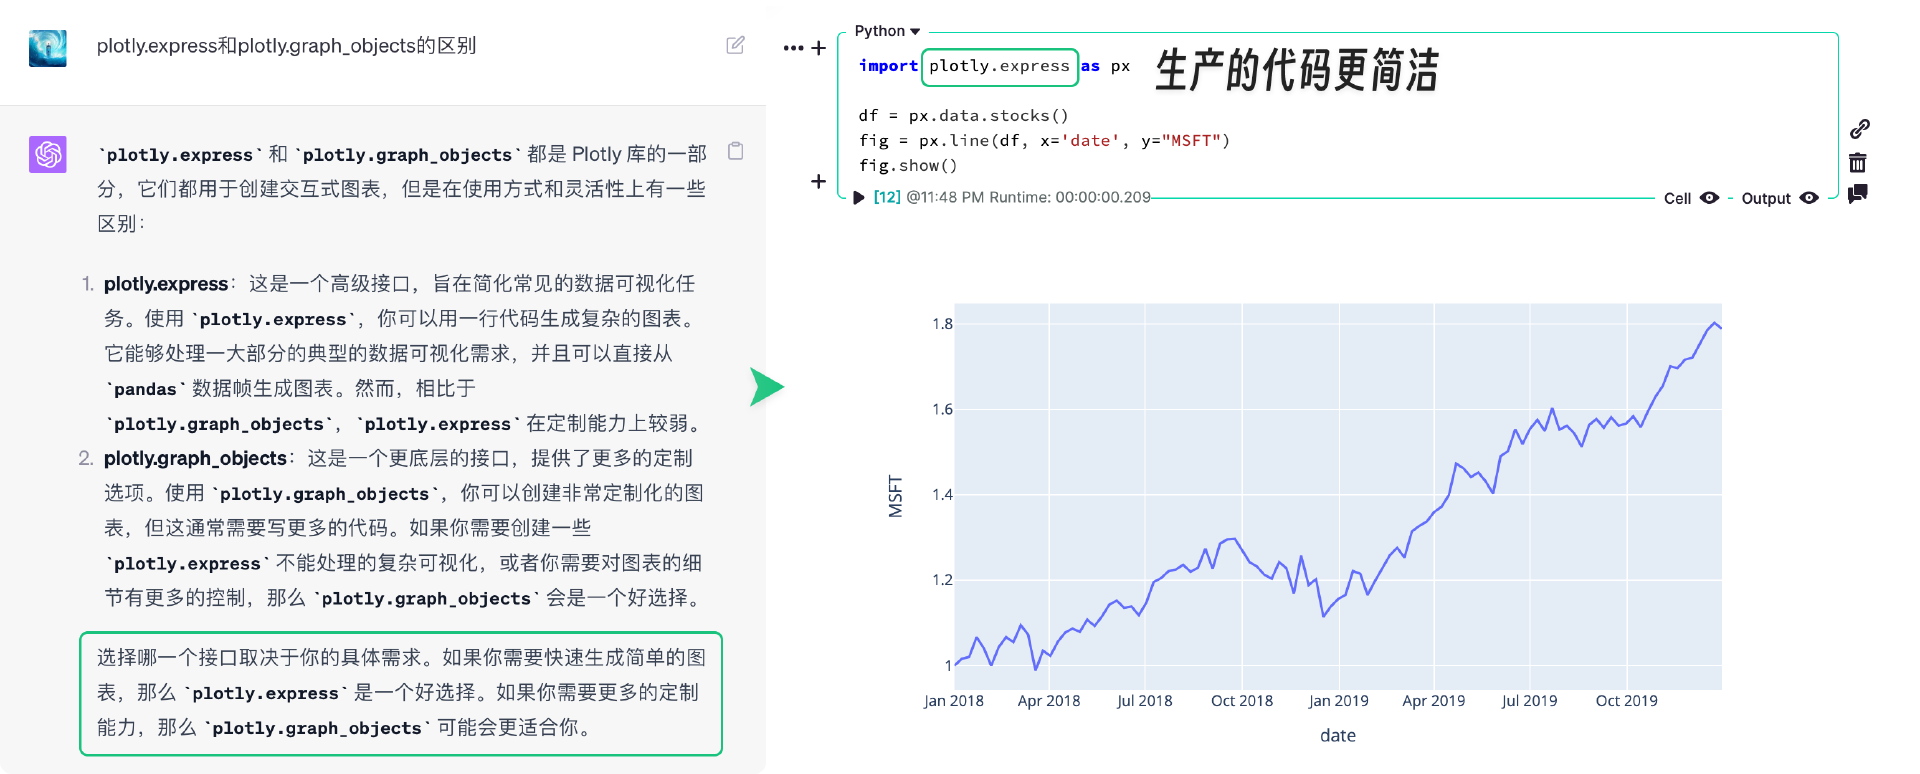 plotly.express和plotly.graph_objects的区别
`plotly.express` 和 `plotly.graph_objects` 都是 Plotly 库的一部
分，它们都用于创建交互式图表，但是在使用方式和灵活性上有一些
区别：
1. plotly.express：这是一个高级接口，旨在简化常见的数据可视化任
务。使用 `plotly.express`，你可以用一行代码生成复杂的图表。
它能够处理一大部分的典型的数据可视化需求，并且可以直接从
`pandas` 数据帧生成图表。然而，相比于
`plotly.graph_objects`，`plotly.express` 在定制能力上较弱。
2. plotly.graph_objects：这是一个更底层的接口，提供了更多的定制
选项。使用 `plotly.graph_objects`，你可以创建非常定制化的图
表，但这通常需要写更多的代码。如果你需要创建一些
`plotly.express` 不能处理的复杂可视化，或者你需要对图表的细
节有更多的控制，那么 `plotly.graph_objects` 会是一个好选择。
选择哪一个接口取决于你的具体需求。如果你需要快速生成简单的图
表，那么 `plotly.express` 是一个好选择。如果你需要更多的定制
能力，那么 `plotly.graph_objects` 可能会更适合你。
Python
import plotly.express as px
生产的代码更简洁
df = px.data.stocks()
fig = px.line(df, x='date', y="MSFT")
fig.show()
[12] @11:48 PM Runtime: 00:00:00.209
Cell
Output
1.8
1.6
1.4
1.2
1
MSFT
Jan 2018 Apr 2018 Jul 2018 Oct 2018 Jan 2019 Apr 2019 Jul 2019 Oct 2019
date